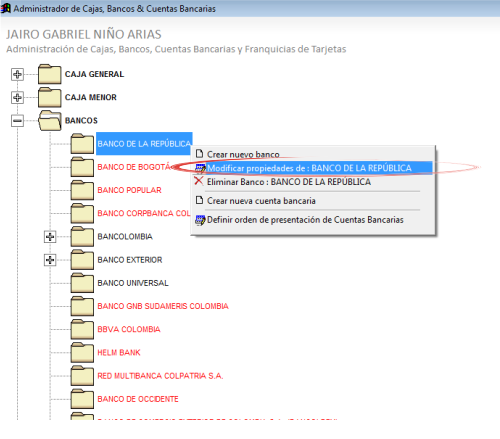 Administrador de Cajas, Bancos & Cuentas Bancarias
JAIRO GABRIEL NIÑO ARIAS
Administración de Cajas, Bancos, Cuentas Bancarias y Franquicias de Tarjetas
CAJA GENERAL
CAJA MENOR
BANCOS
BANCO DE LA REPÚBLICA
Crear nuevo banco
BANCO DE BOGOTÁ
Modificar propiedades de : BANCO DE LA REPÚBLICA
Eliminar Banco : BANCO DE LA REPÚBLICA
BANCO POPULAR
Crear nueva cuenta bancaria
BANCO CORPBANCA COL
Definir orden de presentación de Cuentas Bancarias
BANCOLOMBIA
BANCO EXTERIOR
BANCO UNIVERSAL
BANCO GNB SUDAMERIS COLOMBIA
BBVA COLOMBIA
HELM BANK
RED MULTIBANCA COLPATRIA S.A.
BANCO DE OCCIDENTE